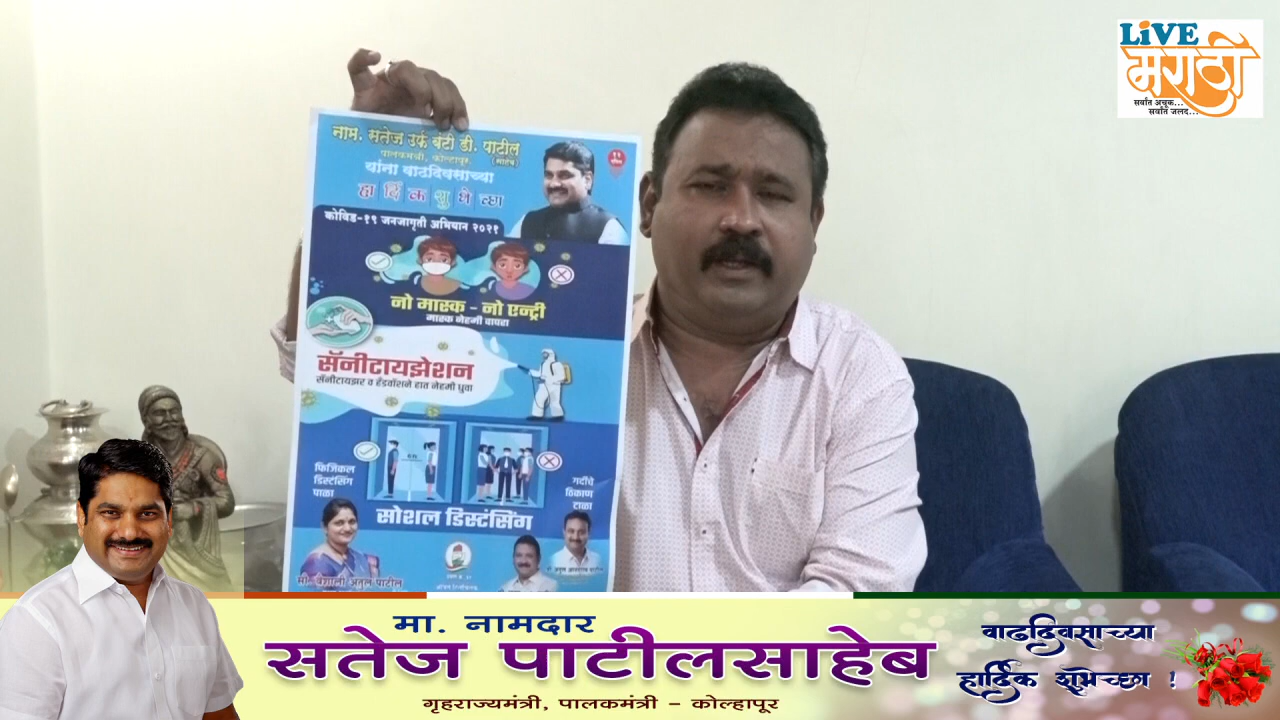 LiVE
मराठी
सर्वात अचूक...
सर्वात जलद...
नाम. सतेज उर्फ बंटी डी. पाटील
(साहेब)
पालकमंत्री, कोल्हापूर.
यांना वाढदिवसाच्या
हार्दिक शुभेच्छा
कोविड-१९ जनजागृती अभियान २०२१
नो मास्क - नो एन्ट्री
मास्क नेहमी वापरा
सॅनीटायझेशन
सॅनीटायझर व हॅंडवॉशने हात नेहमी धुवा
फिजिकल
डिस्टंसिंग
पाळा
गर्दीचे
ठिकाण
टाळा
सोशल डिस्टंसिंग
सौ. वैशाली अतुल पाटील
मा. नामदार
सतेज पाटीलसाहेब
गृहराज्यमंत्री, पालकमंत्री - कोल्हापूर
वाढदिवसाच्या
हार्दिक शुभेच्छा !